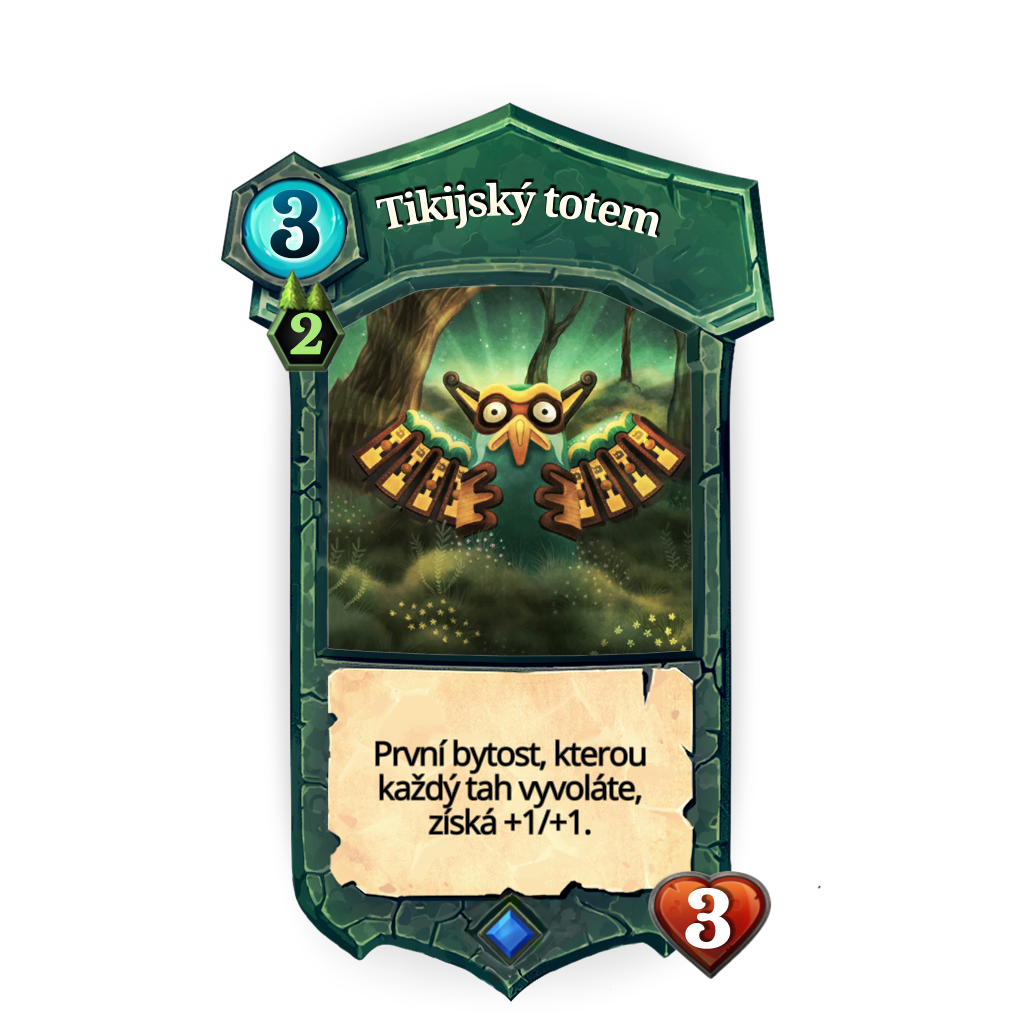 3
Tikijský totem
2
První bytost, kterou
každý tah vyvoláte,
získá +1/+1.
3